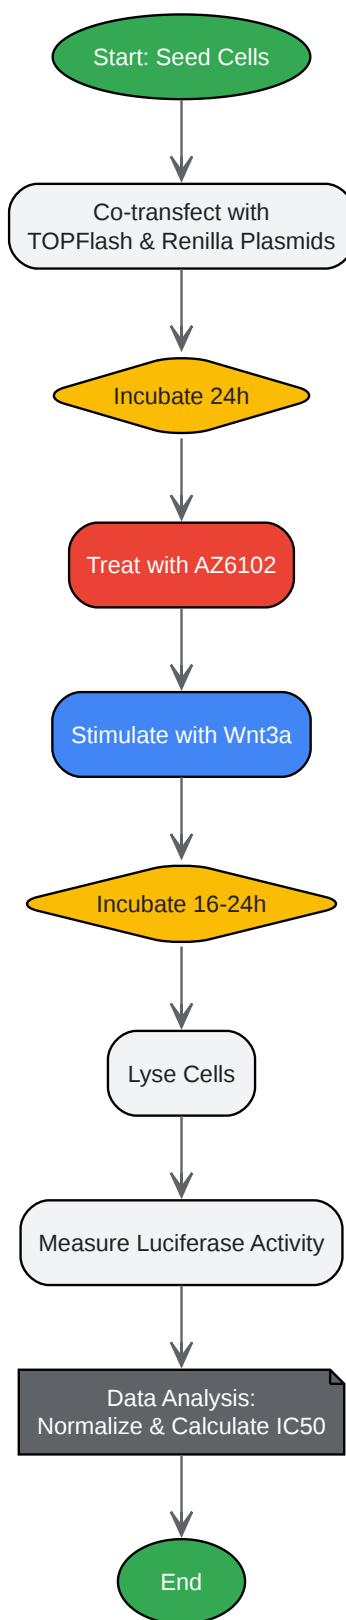 Start: Seed Cells
Co-transfect with
TOPFlash & Renilla Plasmids
Incubate 24h
Treat with AZ6102
Stimulate with Wnt3a
Incubate 16-24h
Lyse Cells
Measure Luciferase Activity
Data Analysis:
Normalize & Calculate IC50
End